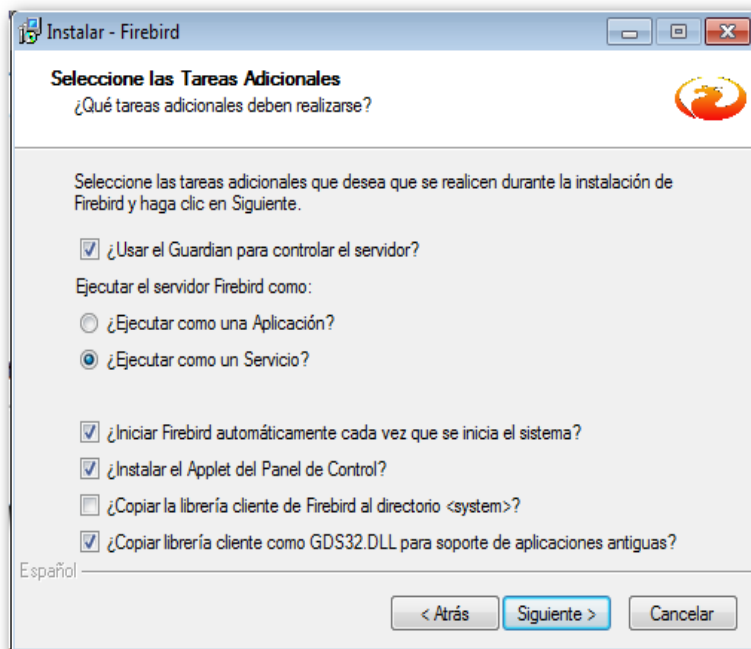 Instalar - Firebird
Seleccione las Tareas Adicionales
¿Qué tareas adicionales deben realizarse?
Seleccione las tareas adicionales que desea que se realicen durante la instalación de
Firebird y haga clic en Siguiente.
¿Usar el Guardian para controlar el servidor?
Ejecutar el servidor Firebird como:
¿Ejecutar como una Aplicación?
¿Ejecutar como un Servicio?
¿Iniciar Firebird automáticamente cada vez que se inicia el sistema?
¿Instalar el Applet del Panel de Control?
¿Copiar la librería cliente de Firebird al directorio <system>?
¿Copiar librería cliente como GDS32.DLL para soporte de aplicaciones antiguas?
Español
< Atrás
Siguiente >
Cancelar